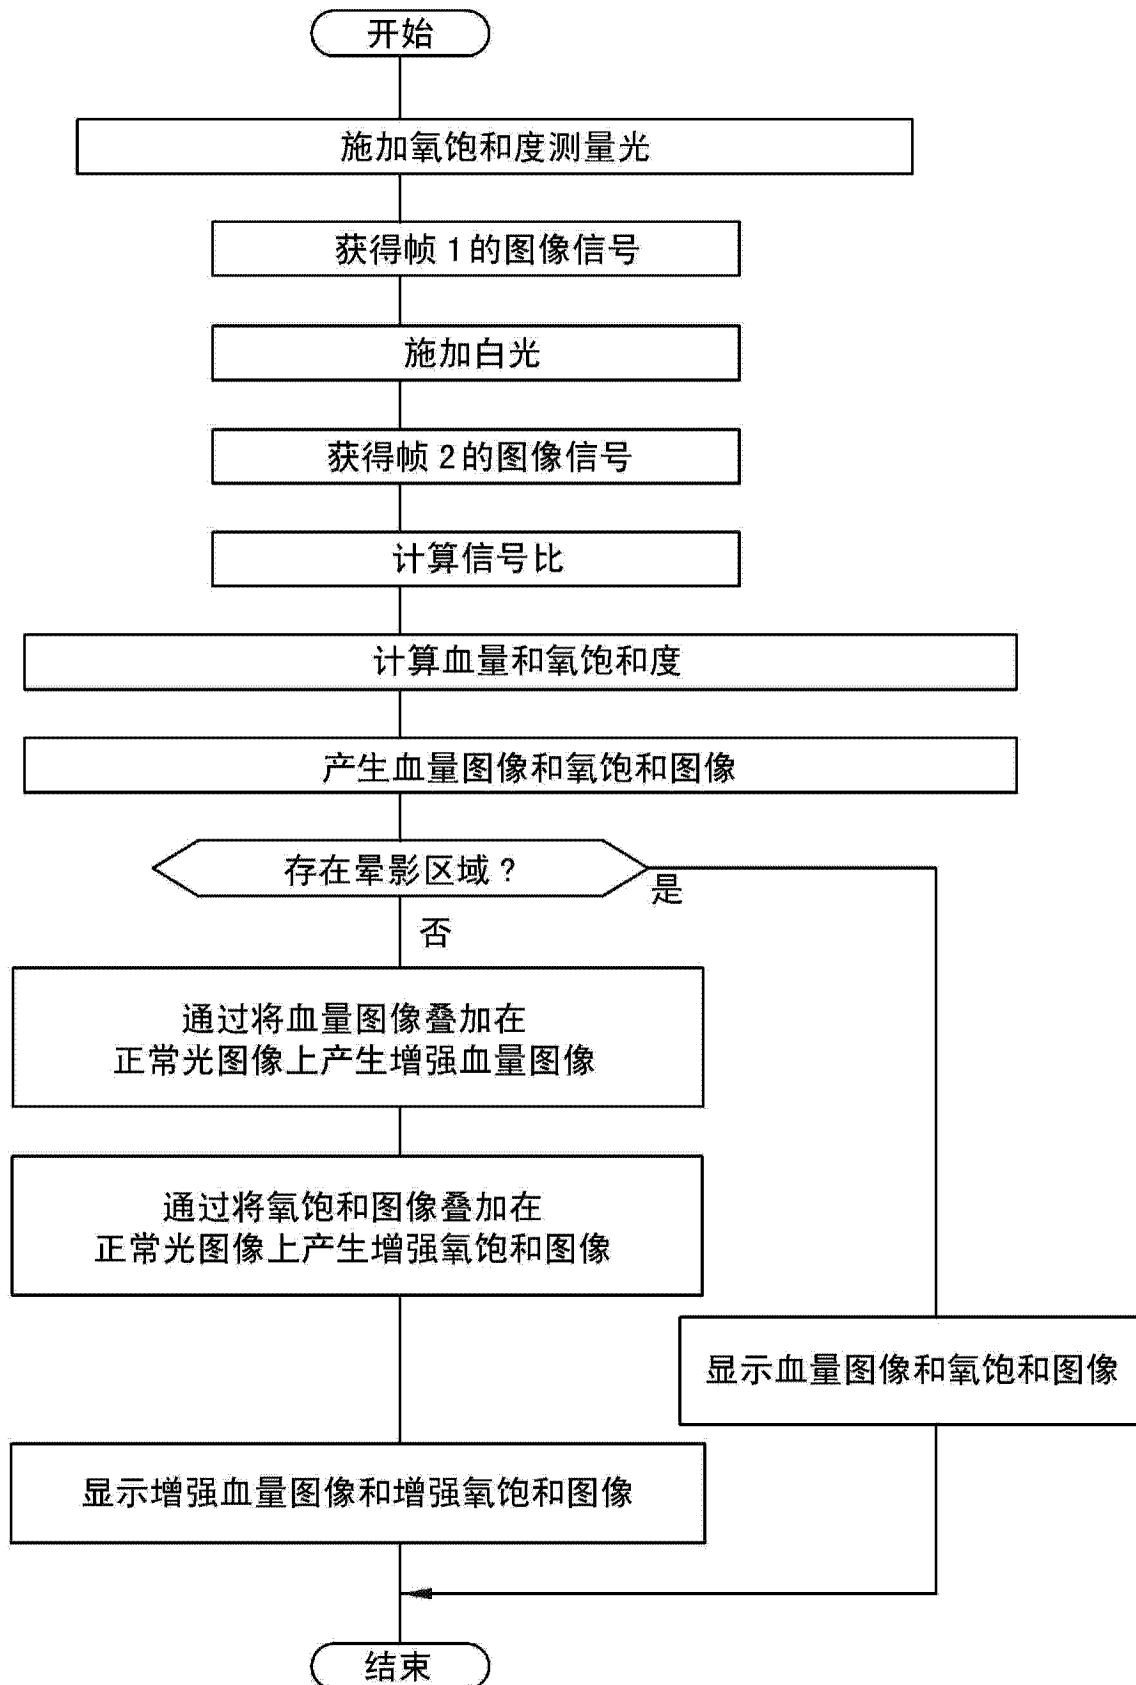 开始
施加氧饱和度测量光
获得帧1的图像信号
施加白光
获得帧2的图像信号
计算信号比
计算血量和氧饱和度
产生血量图像和氧饱和图像
存在晕影区域?
是
否
通过将血量图像叠加在
正常光图像上产生增强血量图像
通过将氧饱和图像叠加在
正常光图像上产生增强氧饱和图像
显示血量图像和氧饱和图像
显示增强血量图像和增强氧饱和图像
结束